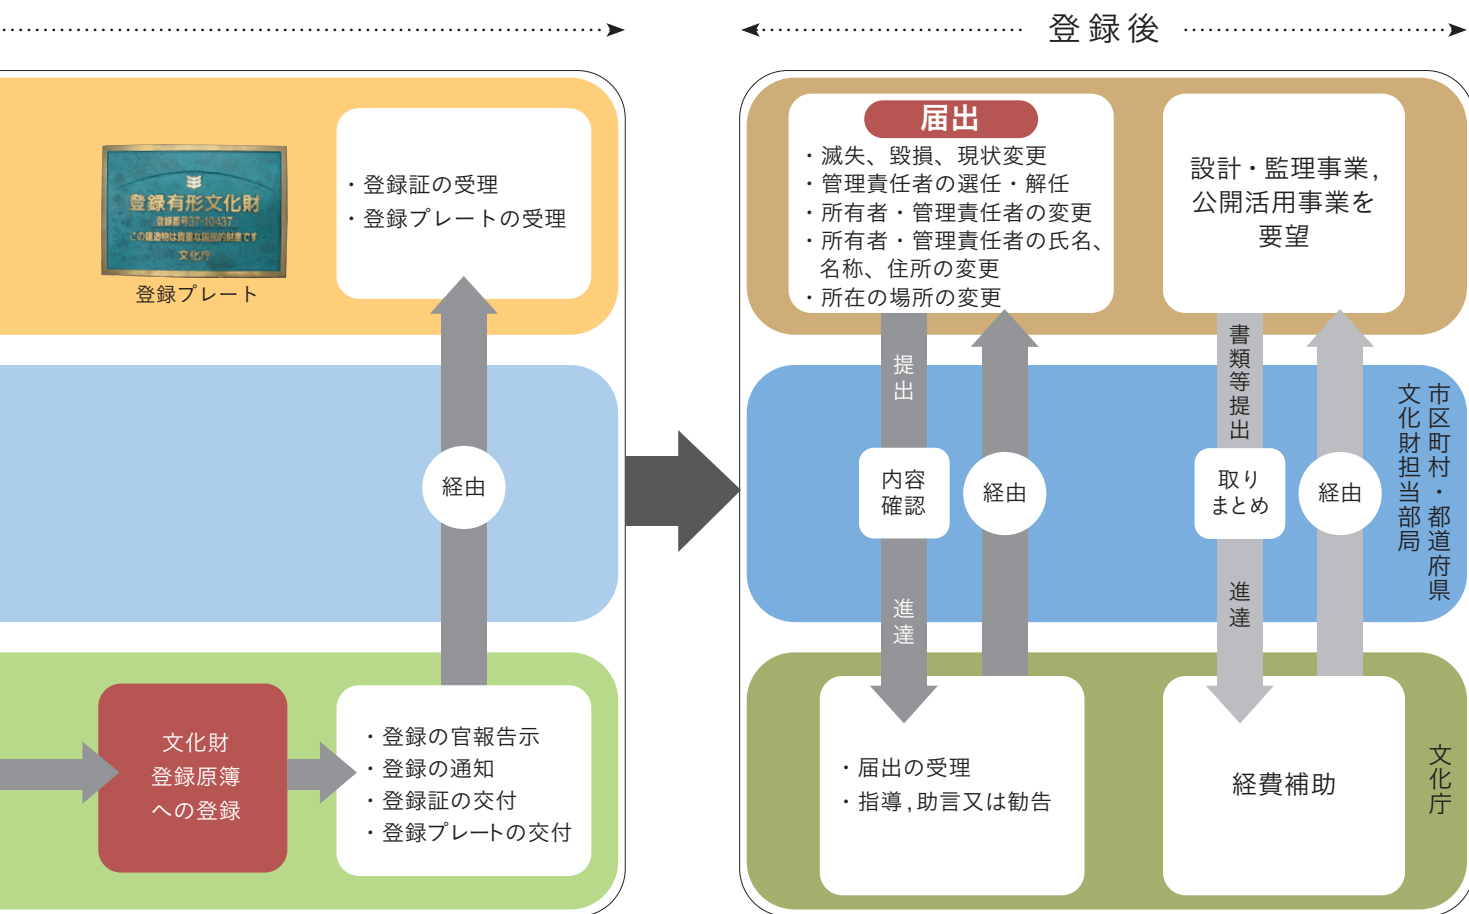 登録後
登録有形文化財
登録番号37-10437
この建造物は貴重な国民的財産です
文化庁
登録プレート
・登録証の受理
・登録プレートの受理
経由
文化財
登録原簿
への登録
・登録の官報告示
・登録の通知
・登録証の交付
・登録プレートの交付
届出
・滅失、毀損、現状変更
・管理責任者の選任・解任
・所有者・管理責任者の変更
・所有者・管理責任者の氏名、
名称、住所の変更
・所在の場所の変更
設計・監理事業,
公開活用事業を
要望
提出
内容
確認
進達
経由
書類等提出
取り
まとめ
進達
経由
市区町村・都道府県
文化財担当部局
・届出の受理
・指導,助言又は勧告
経費補助
文化庁